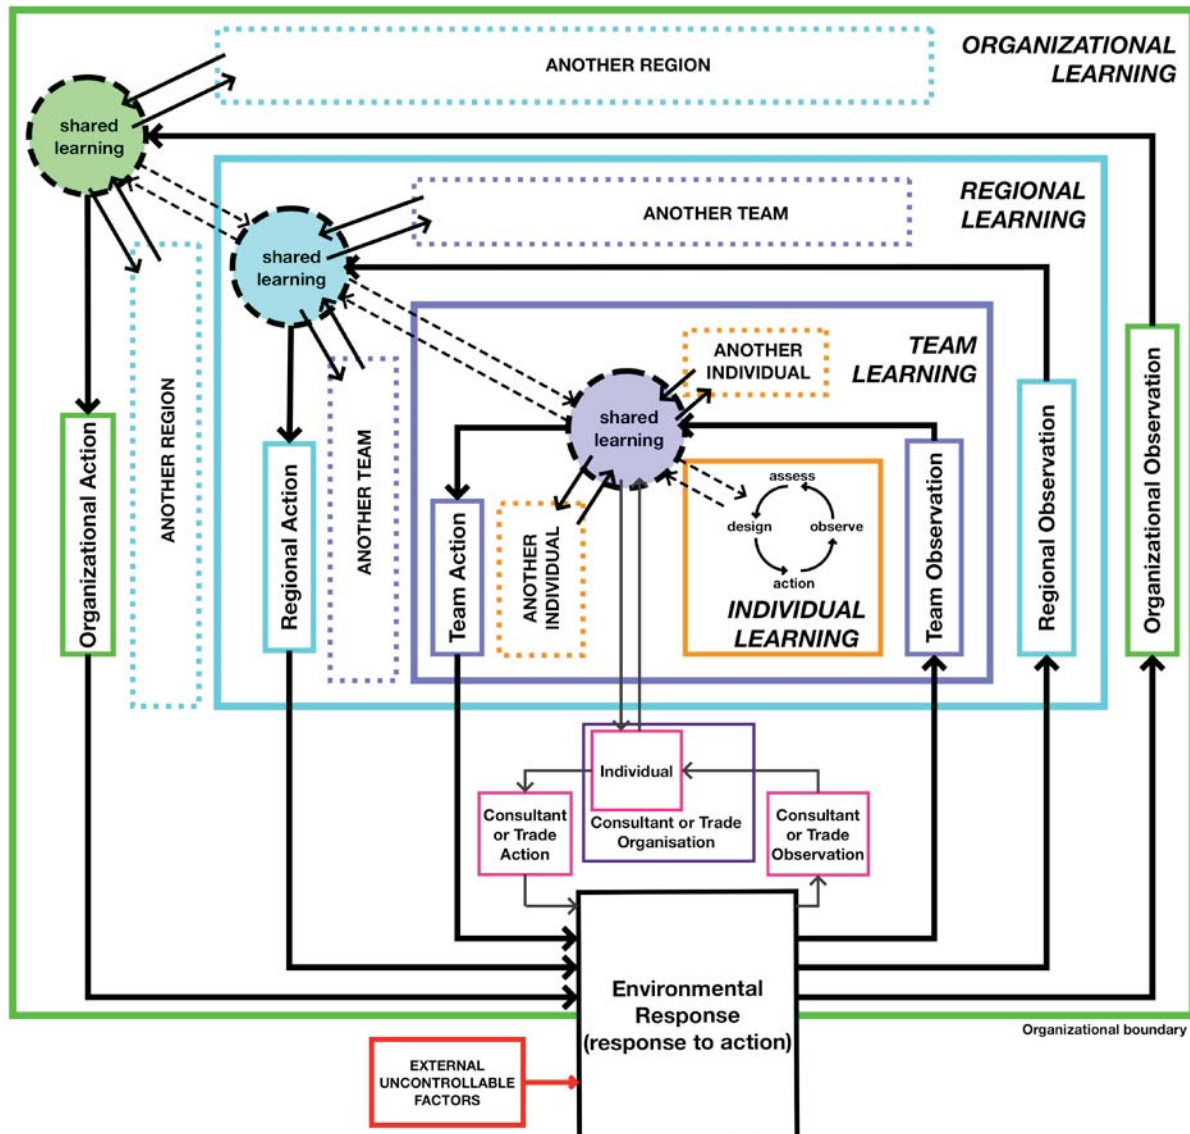 ORGANIZATIONAL
LEARNING
ANOTHER REGION
shared
learning
REGIONAL
LEARNING
ANOTHER TEAM
shared
learning
TEAM
LEARNING
ANOTHER
INDIVIDUAL
shared
learning
assess
design
observe
action
INDIVIDUAL
LEARNING
Organizational Action
ANOTHER REGION
Regional Action
ANOTHER TEAM
Team Action
ANOTHER
INDIVIDUAL
Team Observation
Regional Observation
Organizational Observation
Individual
Consultant or Trade
Organisation
Consultant
or Trade
Action
Consultant
or Trade
Observation
Environmental
Response
(response to action)
Organizational boundary
EXTERNAL
UNCONTROLLABLE
FACTORS